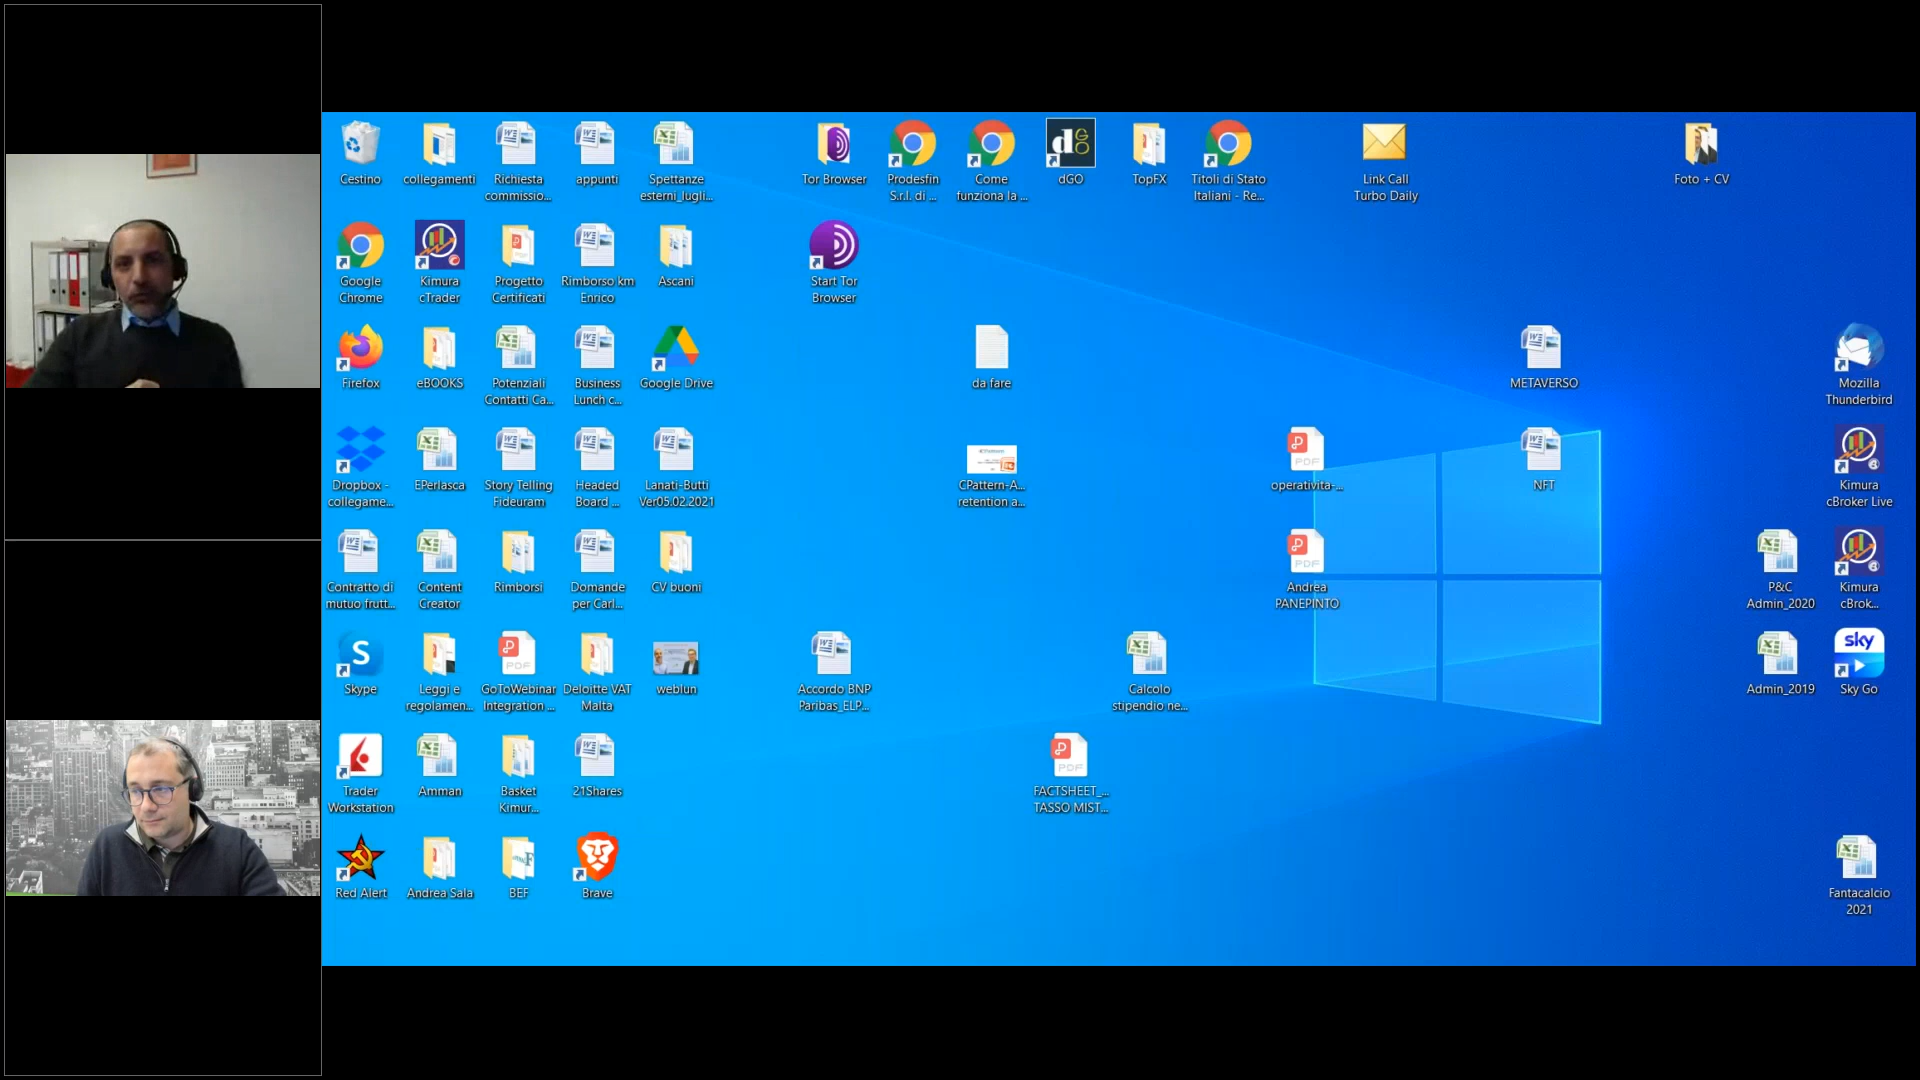 Cestino
collegamenti
Richiesta
commissio...
appunti
Spettanze
esterni_lugli...
Tor Browser
Prodesfin
S.r.l. di ...
Come
funziona la ...
dGO
TopFX
Titoli di Stato
Italiani - Re...
Link Call
Turbo Daily
Foto + CV
Google
Chrome
Kimura
cTrader
Progetto
Certificati
Rimborso km
Enrico
Ascani
Start Tor
Browser
Firefox
eBOOKS
Potenziali
Contatti Ca...
Business
Lunch c...
Google Drive
da fare
METAVERSO
Mozilla
Thunderbird
Dropbox -
collegame...
EPerlasca
Story Telling
Fideuram
Headed
Board ...
Lanati-Butti
Ver05.02.2021
CPattern-A...
retention a...
PDF
operativita-...
NFT
Kimura
cBroker Live
Contratto di
mutuo frutt...
Content
Creator
Rimborsi
Domande
per Carl...
CV buoni
PDF
Andrea
PANEPINTO
P&C
Admin_2020
Kimura
cBrok...
Skype
Leggi e
regolamen...
PDF
GoToWebinar
Integration ...
Deloitte VAT
Malta
weblun
Accordo BNP
Paribas_ELP...
Calcolo
stipendio ne...
Admin_2019
sky
Sky Go
Trader
Workstation
Amman
Basket
Kimur...
21Shares
PDF
FACTSHEET_...
TASSO MIST...
Red Alert
Andrea Sala
BEF
Brave
Fantacalcio
2021